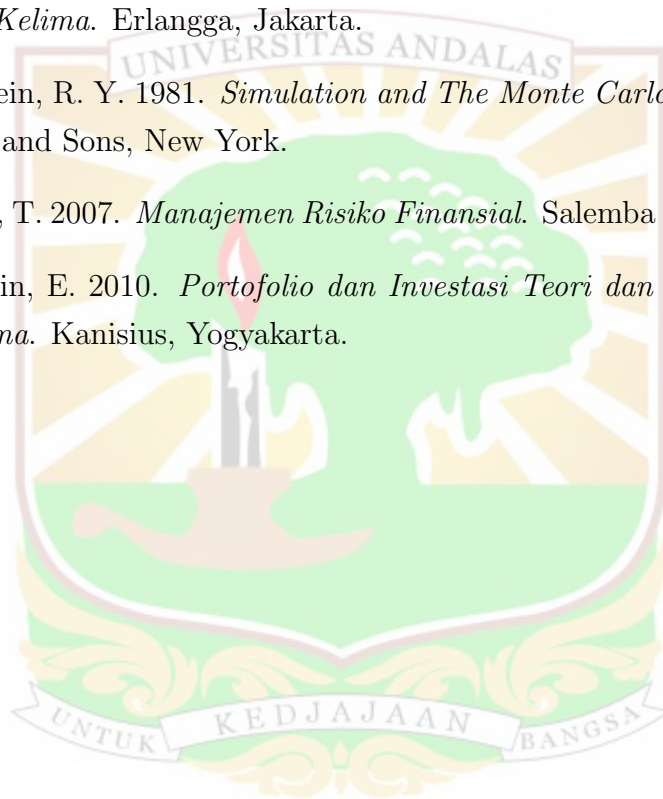 Kelima. Erlangga, Jakarta.
UNIVERSITAS ANDALAS
ein, R. Y. 1981. Simulation and The Monte Carlo
and Sons, New York.
, T. 2007. Manajemen Risiko Finansial. Salemba
in, E. 2010. Portofolio dan Investasi Teori dan
ma. Kanisius, Yogyakarta.
UNTUK KEDJAJAAN BANGSA